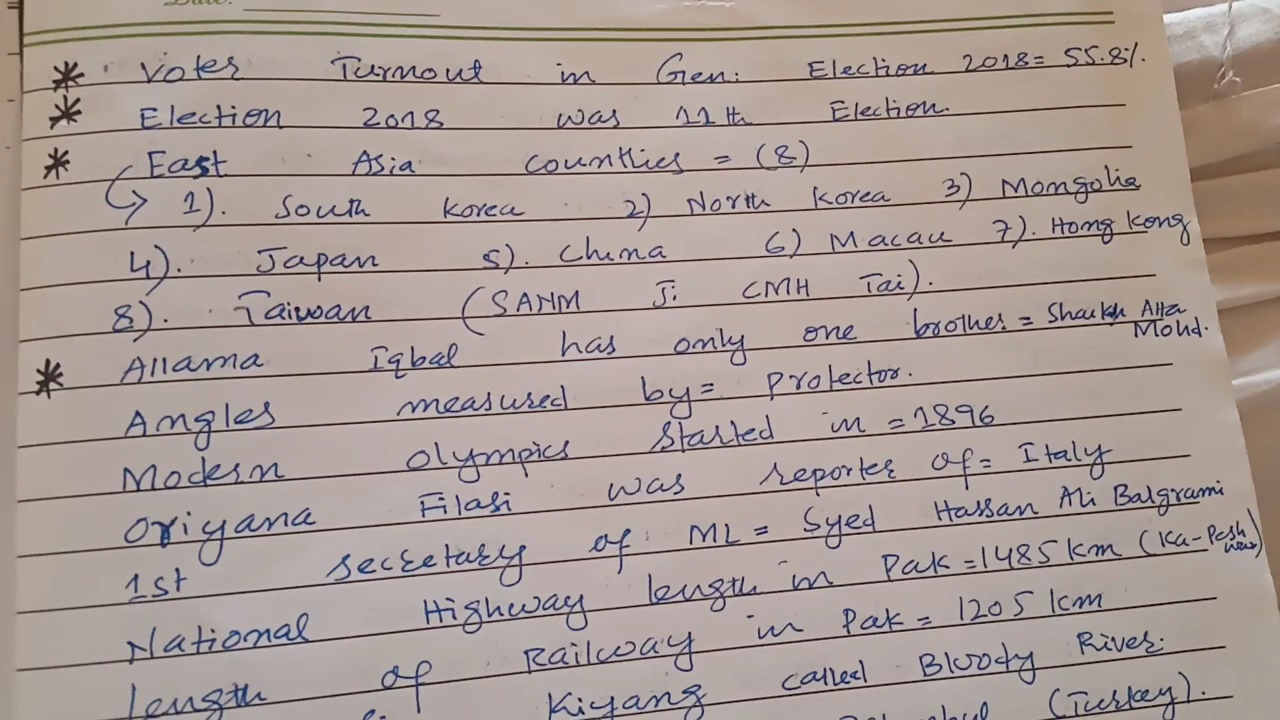 Date:
* Voter Turnout in Gen: Election 2018= 55.8%.
* Election 2018 was 11th Election.
* East Asia countries = (8)
1). South Korea 2) North Korea 3) Mongolia
4). Japan 5). China 6) Macau 7). Hong Kong
8). Taiwan (SANM J: CMH Tai).
* Allama Iqbal has only one brother = Shaikh Atta Mohd.
Angles measured by= Protector.
Modern Olympics started in = 1896
Oriyana Filasi was reporter of= Italy
1st secretary of ML = Syed Hassan Ali Balgrami
National Highway length in Pak =1485 km (Ka-Peshwar)
length of Railway in Pak = 1205 km
Kiyang called Bloody River.
(Turkey).